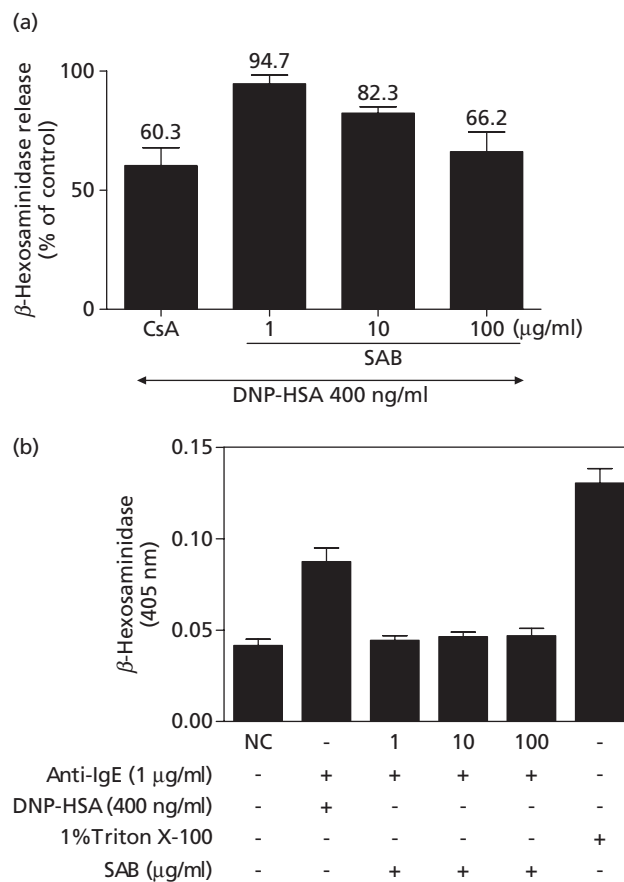 (a)
β-Hexosaminidase release
(% of control)
100
50
0
60.3
94.7
82.3
66.2
CsA 1 10 100 (µg/ml)
SAB
DNP-HSA 400 ng/ml
(b)
β-Hexosaminidase
(405 nm)
0.15
0.10
0.05
0.00
NC - 1 10 100 -
Anti-IgE (1 µg/ml) - + + + + -
DNP-HSA (400 ng/ml) - + - - - -
1%Triton X-100 - - - - - +
SAB (µg/ml) - - + + + -